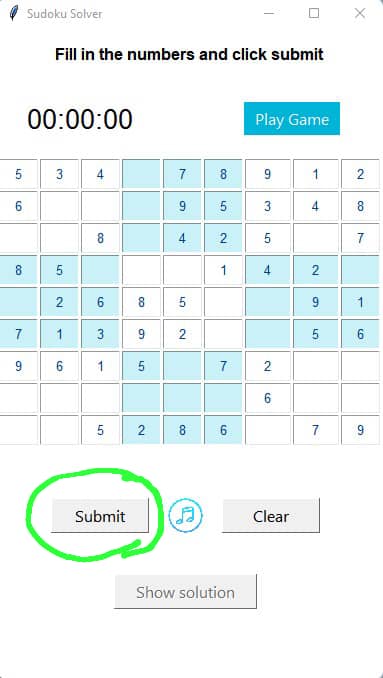 Sudoku Solver
Fill in the numbers and click submit
00:00:00 Play Game
5 3 4 7 8 9 1 2
6 9 5 3 4 8
8 4 2 5 7
8 5 1 4 2
2 6 8 5 9 1
7 1 3 9 2 5 6
9 6 1 5 7 2
6
5 2 8 6 7 9
Submit Clear
Show solution